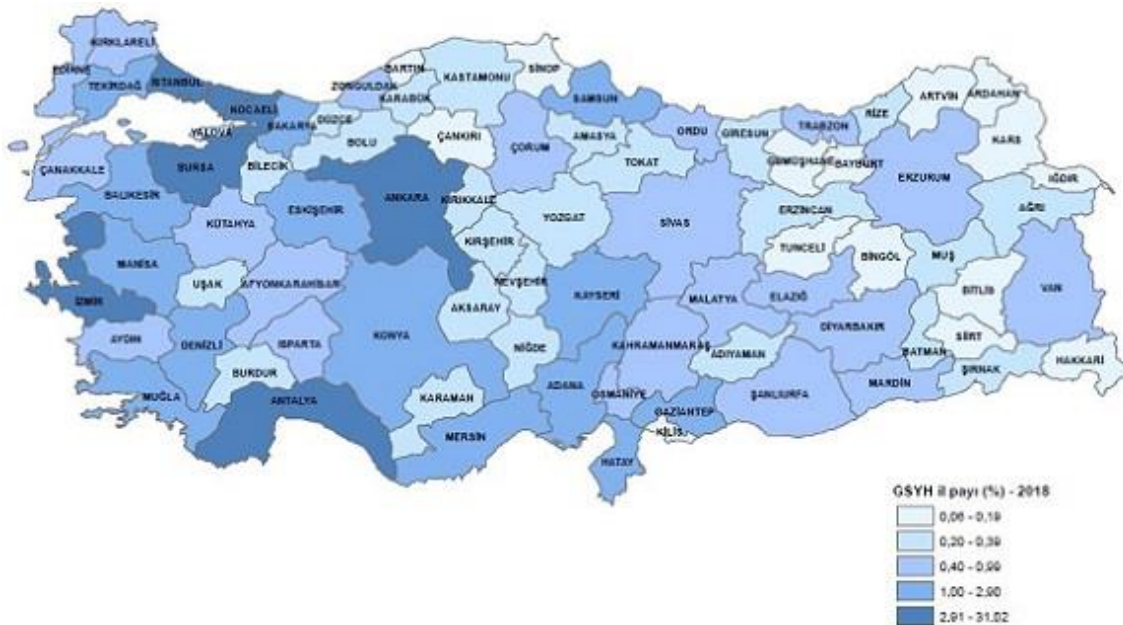 KIRKLARELİ
EDİRNE
TEKİRDAĞ
İSTANBUL
KOCAELİ
YALOVA
SAKARYA
DÜZCE
ZONGULDAK
BARTIN
KARABÜK
KASTAMONU
SİNOP
SAMSUN
ÇANKIRI
BOLU
ÇORUM
AMASYA
TOKAT
ORDU
GİRESUN
TRABZON
RİZE
ARTVİN
ARDAHAN
KARS
IĞDIR
GÜMÜŞHANE
BAYBURT
ERZURUM
AĞRI
ÇANAKKALE
BALIKESİR
BURSA
BİLECİK
ESKİŞEHİR
ANKARA
KIRIKKALE
YOZGAT
SİVAS
ERZİNCAN
TUNCELİ
BİNGÖL
MUŞ
BİTLİS
VAN
KÜTAHYA
MANİSA
UŞAK
AFYONKARAHİSAR
KIRŞEHİR
NEVŞEHİR
AKSARAY
KAYSERİ
MALATYA
ELAZIĞ
DİYARBAKIR
SİİRT
BATMAN
ŞIRNAK
HAKKARİ
İZMİR
AYDIN
DENİZLİ
ISPARTA
KONYA
NİĞDE
KAHRAMANMARAŞ
ADIYAMAN
ŞANLIURFA
MARDİN
MUĞLA
BURDUR
ANTALYA
KARAMAN
MERSİN
ADANA
OSMANİYE
GAZİANTEP
KİLİS
HATAY
GSYH il payı (%) - 2018
0,06 - 0,19
0,20 - 0,39
0,40 - 0,99
1,00 - 2,90
2,91 - 31,02